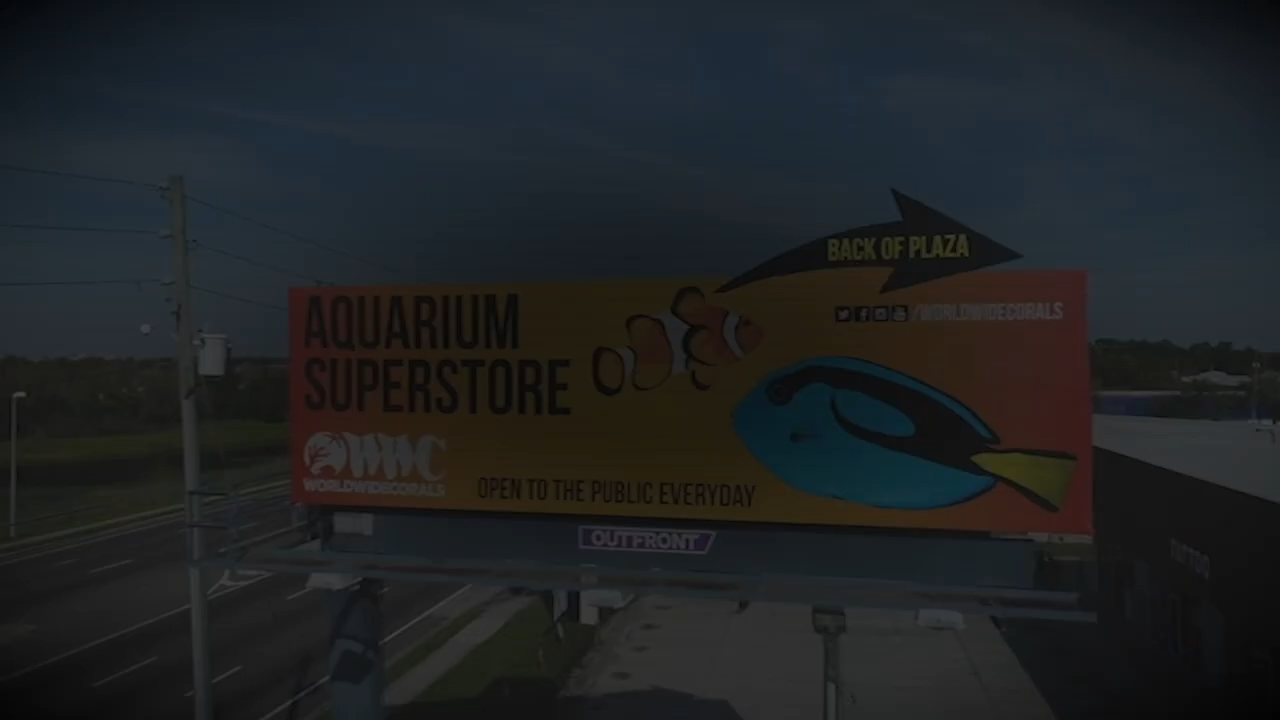 BACK OF PLAZA
AQUARIUM
SUPERSTORE
/WORLDWIDECORALS
WWC
WORLDWIDECORALS
OPEN TO THE PUBLIC EVERYDAY
OUTFRONT